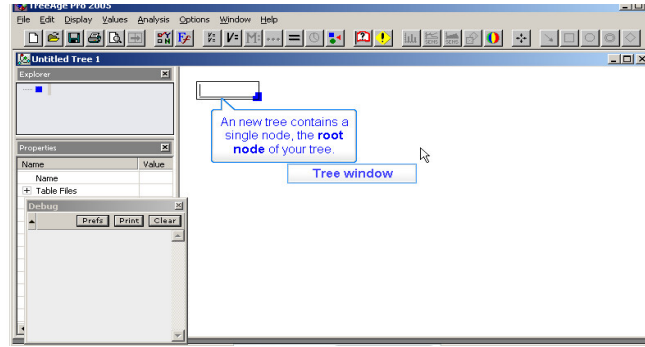 TreeAge Pro 2005
File Edit Display Values Analysis Options Window Help
Untitled Tree 1
Explorer
Properties
Name Value
Name
Table Files
Debug
Prefs Print Clear
An new tree contains a
single node, the root
node of your tree.
Tree window